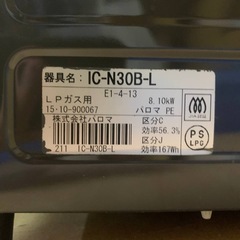 器具名: IC-N30B-L
E1-4-13
LPガス用 8.10kW
15・10-900067 パロマ PE
株式会社パロマ 区分C
効率56.3%
区分J
211 IC-N30B-L 効率167Wh
JIA
PS
LPG